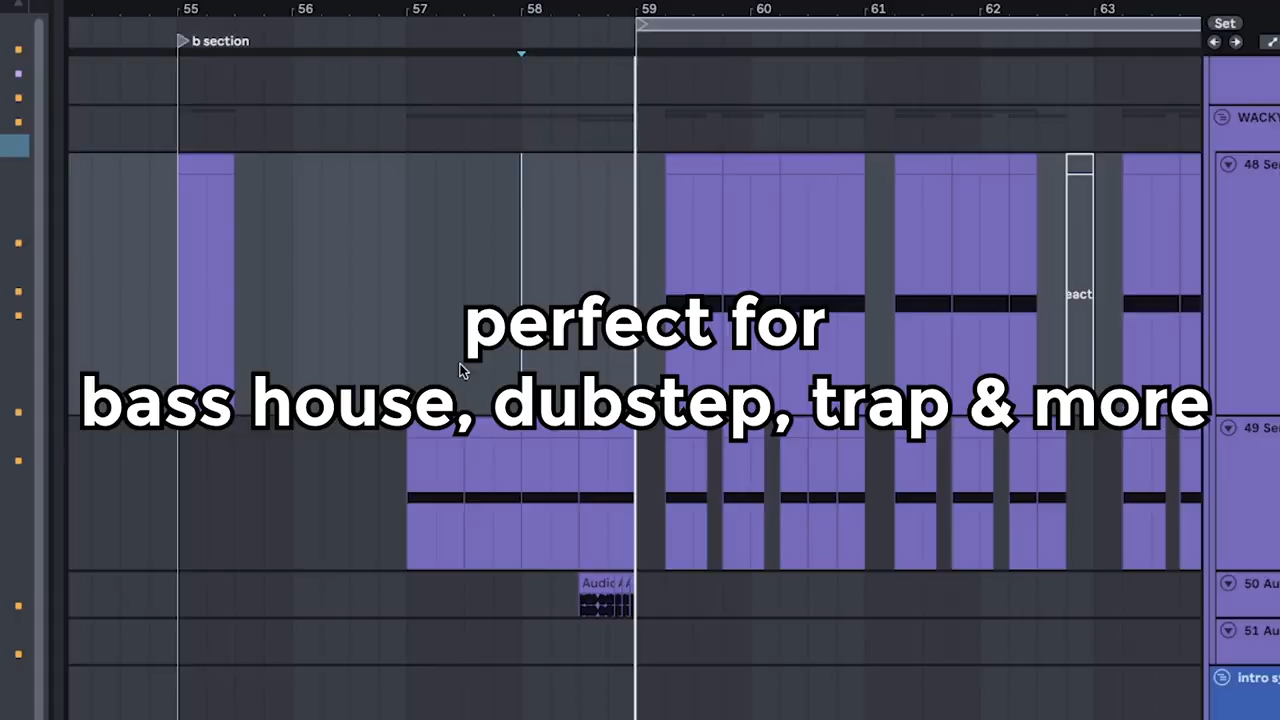 55 56 57 58 59 60 61 62 63
Set
b section
WACKY
48 Se
eact
perfect for
bass house, dubstep, trap & more
49 Se
Audio A A
50 Au
51 Au
intro s